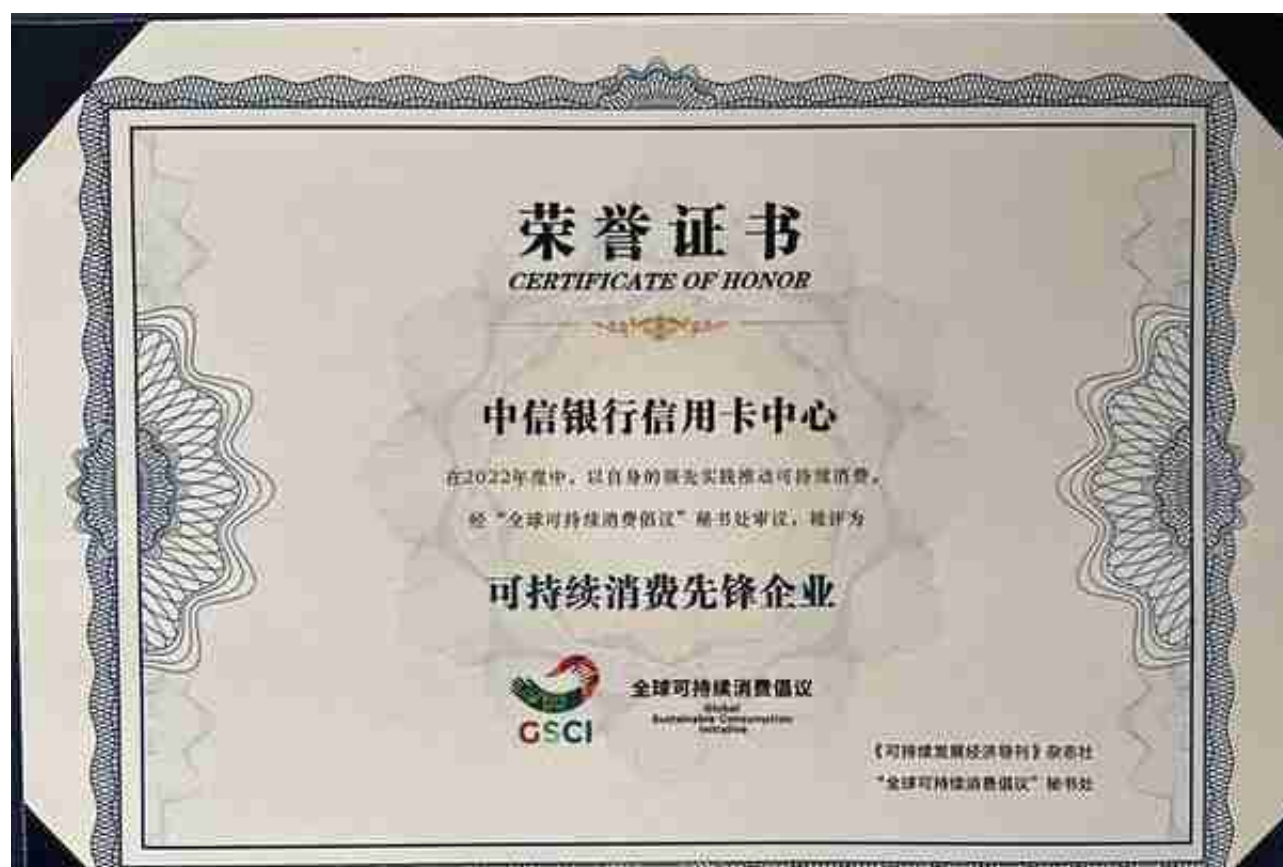 荣誉证书
CERTIFICATE OF HONOR
中信银行信用卡中心
在2022年度中，以自身的领先实践推动可持续消费，
经“全球可持续消费倡议”秘书处审议，被评为
可持续消费先锋企业
GSCI
全球可持续消费倡议
Global
Sustainable Consumption
Initiative
《可持续发展经济导刊》杂志社
“全球可持续消费倡议”秘书处